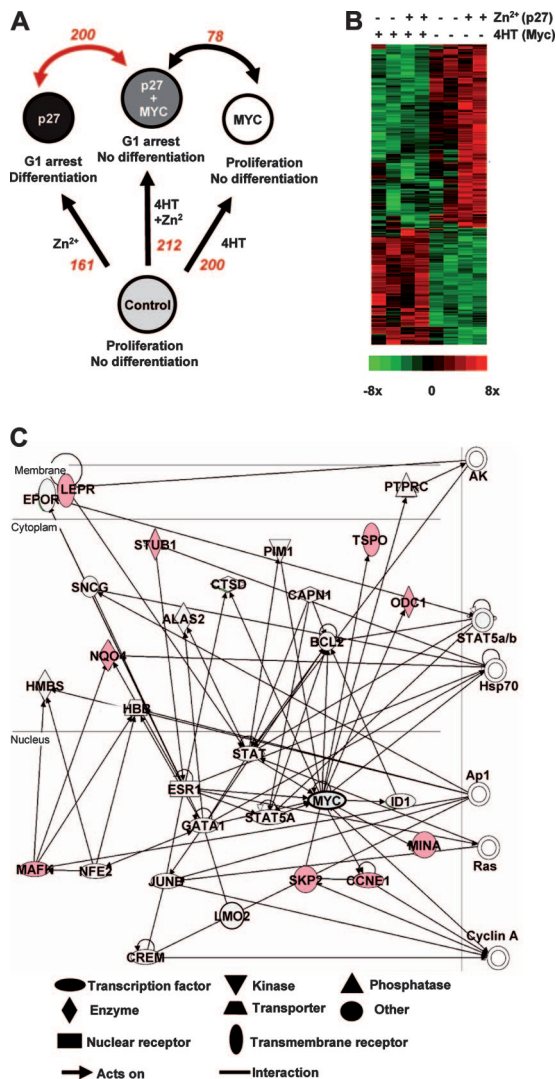 A
200
78
p27
p27
+
MYC
MYC
G1 arrest
Differentiation
G1 arrest
No differentiation
Proliferation
No differentiation
Zn2+
161
4HT
+Zn2
212
4HT
200
Control
Proliferation
No differentiation
B
- - + + - - + + Zn2+ (p27)
+ + + + - - - - 4HT (Myc)
-8x 0 8x
C
Membrane
EPOR
LEPR
PTPRC
AK
Cytoplam
STUB1
PIM1
TSPO
SNCG
CTSD
CAPN1
ODC1
ALAS2
BCL2
STAT5a/b
NQO4
Hsp70
HMBS
HBB
Nucleus
STAT
ESR1
MYC
ID1
Ap1
GATA1
STAT5A
MINA
Ras
MAFK
NFE2
JUNB
SKP2
CCNE1
LMO2
Cyclin A
CREM
Transcription factor
Kinase
Phosphatase
Enzyme
Transporter
Other
Nuclear receptor
Transmembrane receptor
Acts on
Interaction